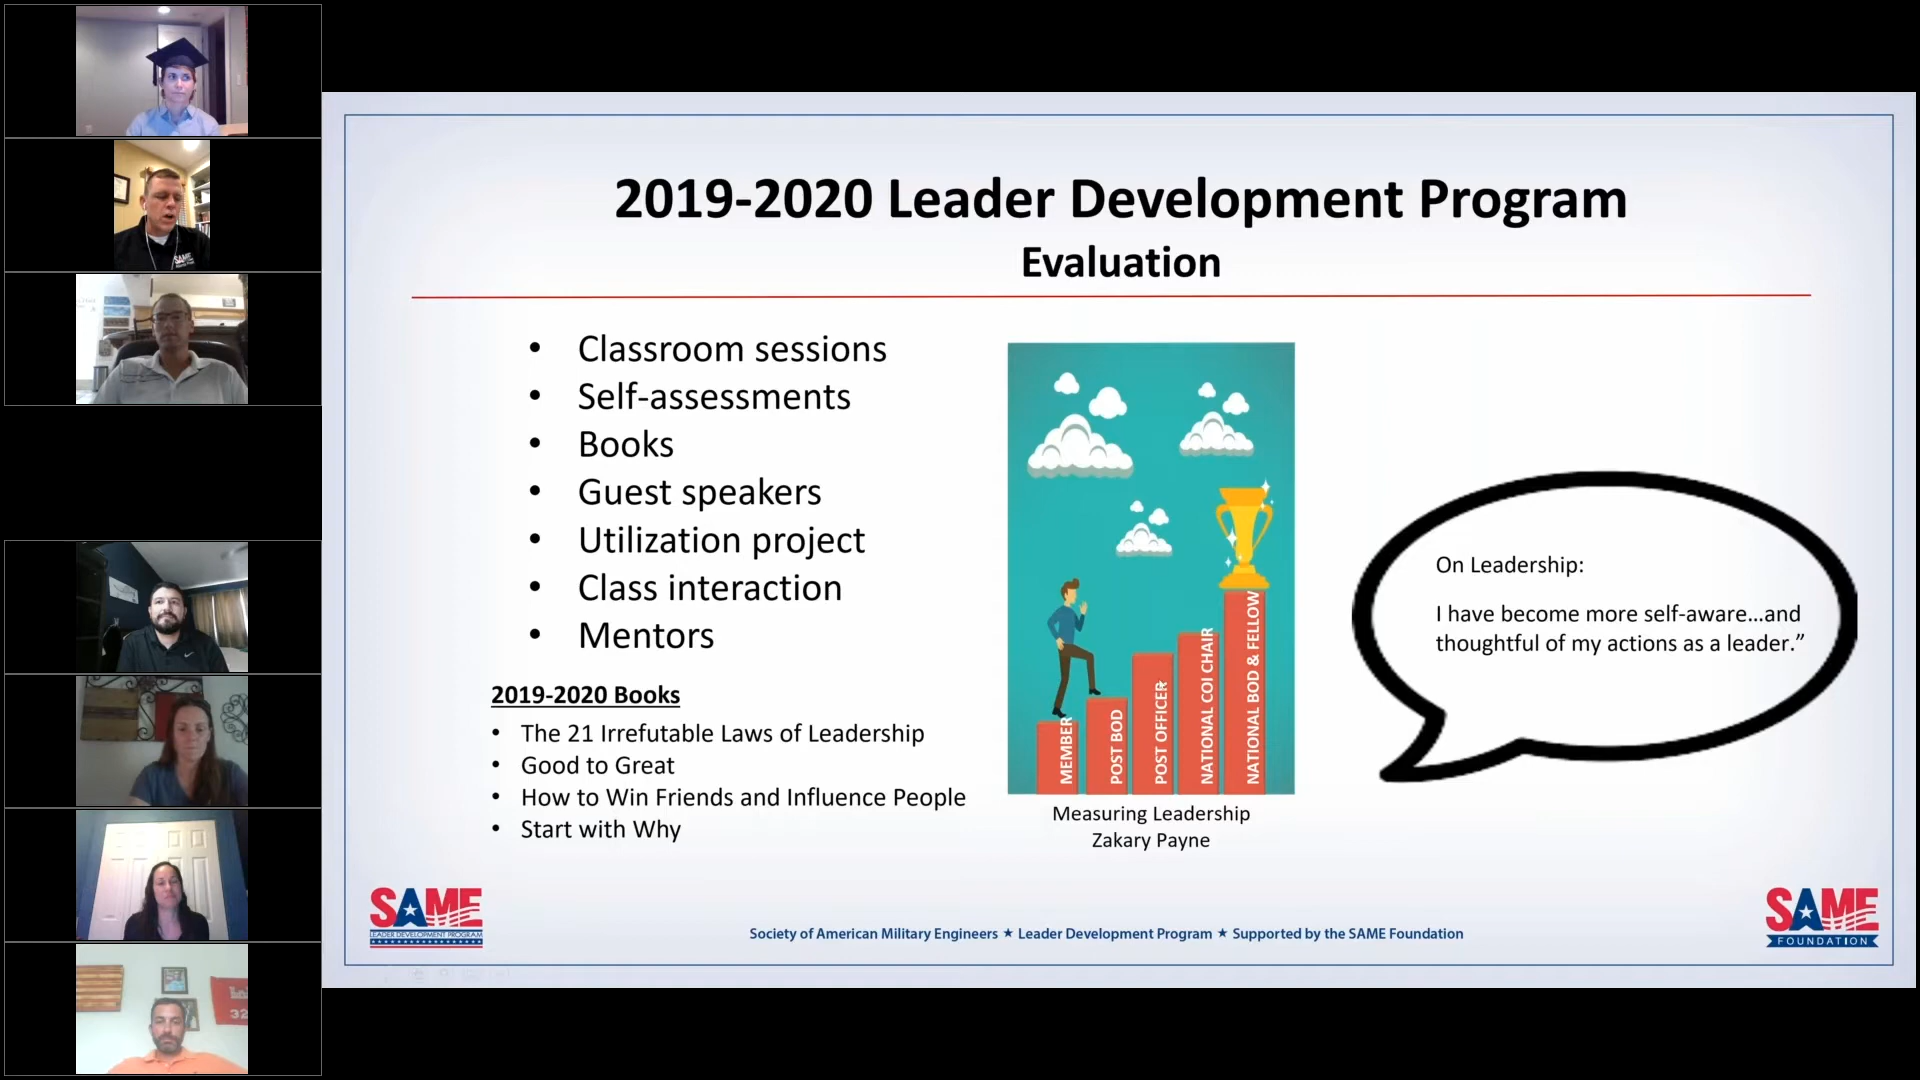 2019-2020 Leader Development Program
Evaluation
• Classroom sessions
• Self-assessments
• Books
• Guest speakers
• Utilization project
• Class interaction
• Mentors
2019-2020 Books
• The 21 Irrefutable Laws of Leadership
• Good to Great
• How to Win Friends and Influence People
• Start with Why
MEMBER
POST BOD
POST OFFICER
NATIONAL COI CHAIR
NATIONAL BOD & FELLOW
Measuring Leadership
Zakary Payne
On Leadership:
I have become more self-aware...and
thoughtful of my actions as a leader.”
SAME
LEADER DEVELOPMENT PROGRAM
Society of American Military Engineers ★ Leader Development Program ★ Supported by the SAME Foundation
SAME
FOUNDATION
SAME
32